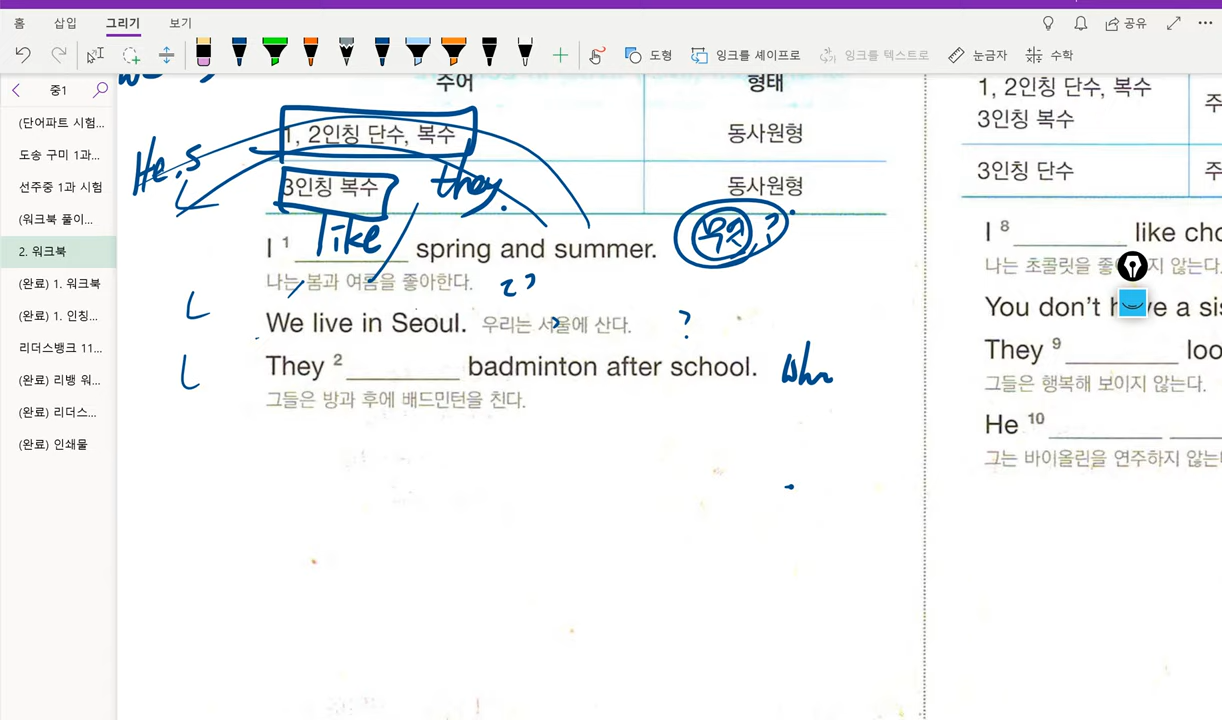 홈 삽입 그리기 보기
공유
도형 잉크를 셰이프로 잉크를 텍스트로 눈금자 수학
중1
(단어파트 시험...
도송 구미 1과...
선주중 1과 시험
(워크북 풀이...
2. 워크북
(완료) 1. 워크북
(완료) 1. 인칭...
리더스뱅크 11...
(완료) 리뱅 워...
(완료) 리더스...
(완료) 인쇄물
주어 형태
1, 2인칭 단수, 복수 동사원형
He.s
3인칭 복수 they. 동사원형
like 무엇?
I 1 ________ spring and summer.
나는 봄과 여름을 좋아한다.
We live in Seoul. 우리는 서울에 산다. ?
They 2 ________ badminton after school.
그들은 방과 후에 배드민턴을 친다.
1, 2인칭 단수, 복수
3인칭 복수
3인칭 단수
I 8 ________ like cho
나는 초콜릿을 좋 지 않는다
You don't h ve a sis
They 9 ________ loo
그들은 행복해 보이지 않는다.
He 10 ________
그는 바이올린을 연주하지 않는